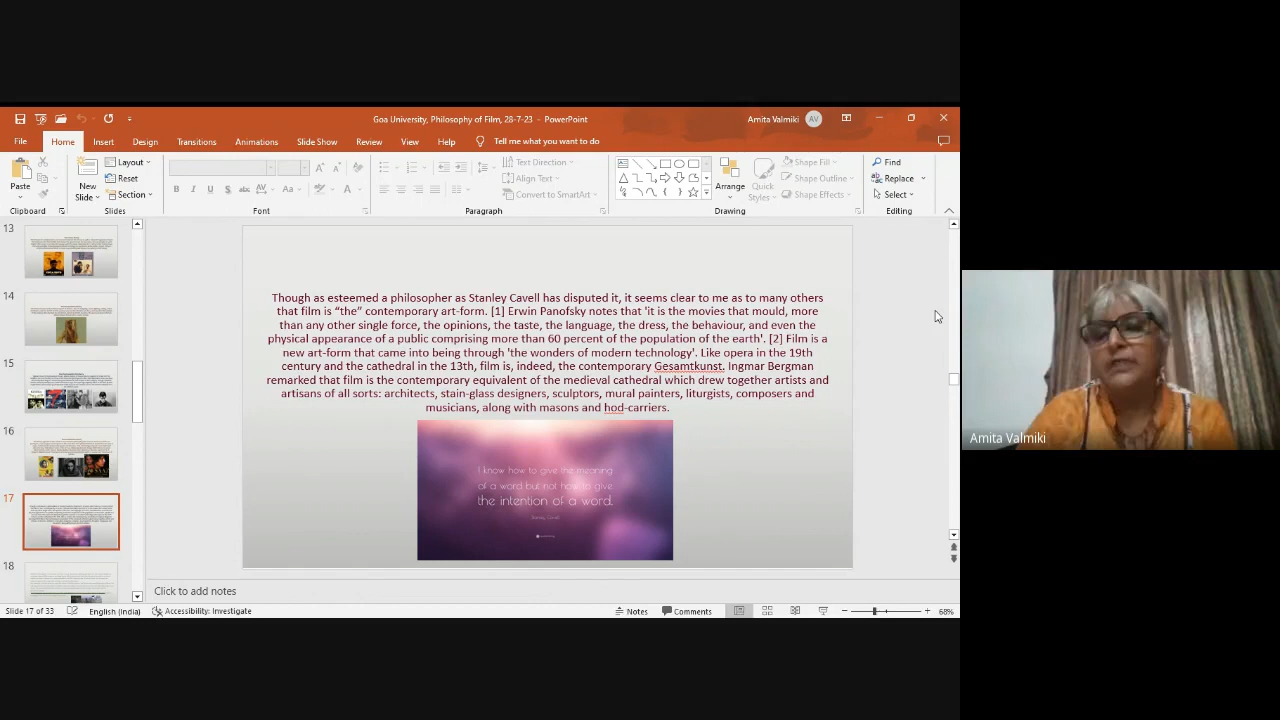 Goa University, Philosophy of Film, 28-7-23 – PowerPoint
Amita Valmiki
AV
File Home Insert Design Transitions Animations Slide Show Review View Help Tell me what you want to do
Paste
Clipboard
New
Slide
Layout
Reset
Section
Slides
B I U S abc AV Aa A
Font
Text Direction
Align Text
Convert to SmartArt
Paragraph
Arrange
Quick
Styles
Shape Fill
Shape Outline
Shape Effects
Drawing
Find
Replace
Select
Editing
13
14
15
16
17
18
Though as esteemed a philosopher as Stanley Cavell has disputed it, it seems clear to me as to many others
that film is “the” contemporary art-form. [1] Erwin Panofsky notes that 'it is the movies that mould, more
than any other single force, the opinions, the taste, the language, the dress, the behaviour, and even the
physical appearance of a public comprising more than 60 percent of the population of the earth'. [2] Film is a
new art-form that came into being through 'the wonders of modern technology'. Like opera in the 19th
century and the cathedral in the 13th, film is, indeed, the contemporary Gesamtkunst. Ingmar Bergman
remarked that film is the contemporary equivalent of the medieval cathedral which drew together artists and
artisans of all sorts: architects, stain-glass designers, sculptors, mural painters, liturgists, composers and
musicians, along with masons and hod-carriers.
I know how to give the meaning
of a word but not how to give
the intention of a word.
Stanley Cavell
Click to add notes
Slide 17 of 33 English (India) Accessibility: Investigate Notes Comments 68%
Amita Valmiki